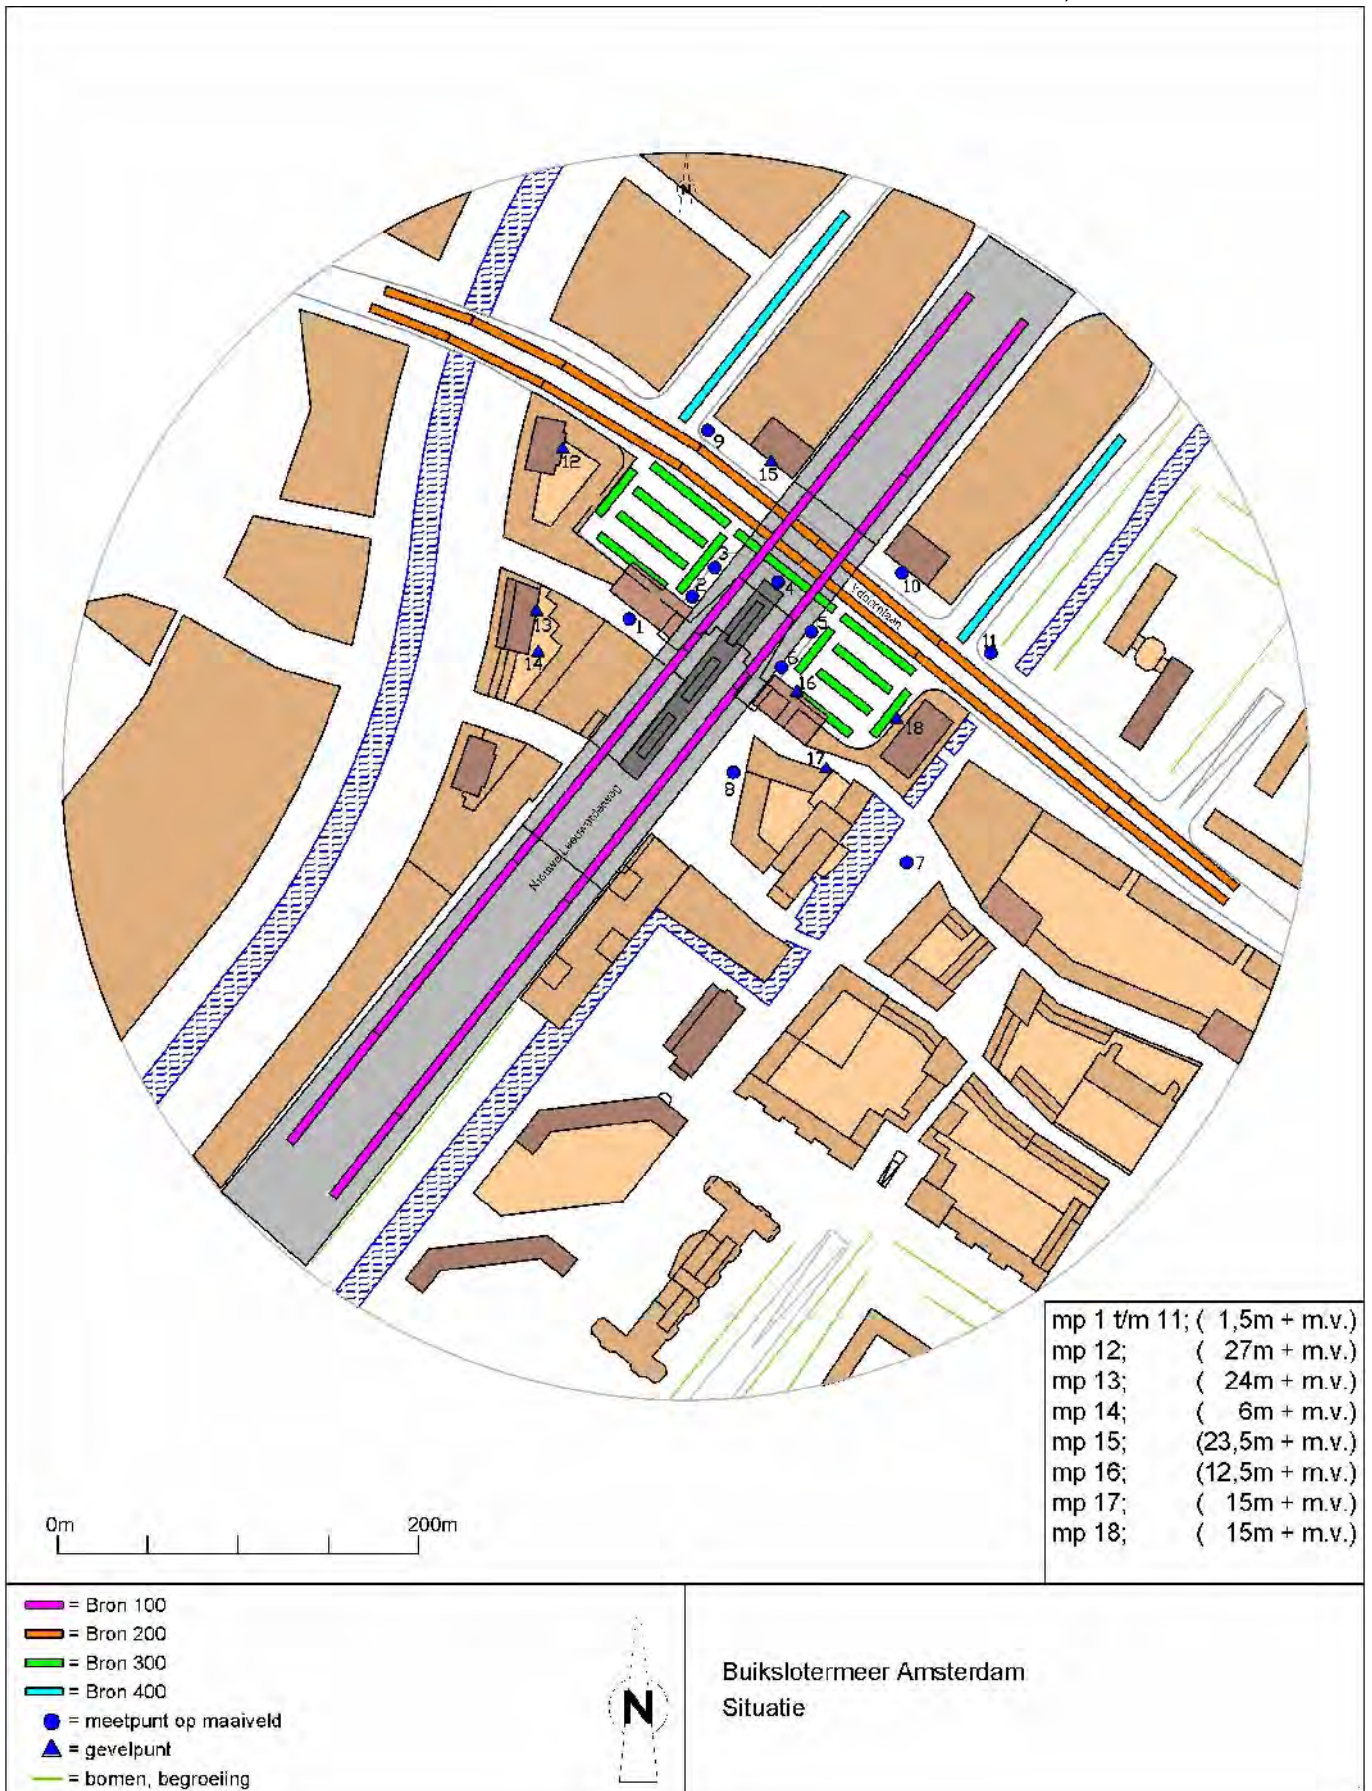 N
9
12
15
3
2
4
10
13
1
5
11
14
6
16
18
17
8
7
IJdoornlaan
Nieuwe Leeuwarderweg
mp 1 t/m 11; ( 1,5m + m.v.)
mp 12; ( 27m + m.v.)
mp 13; ( 24m + m.v.)
mp 14; ( 6m + m.v.)
mp 15; (23,5m + m.v.)
mp 16; (12,5m + m.v.)
mp 17; ( 15m + m.v.)
mp 18; ( 15m + m.v.)
0m 200m
= Bron 100
= Bron 200
= Bron 300
= Bron 400
= meetpunt op maaiveld
= gevelpunt
= bomen, begroeiing
N
Buikslotermeer Amsterdam
Situatie